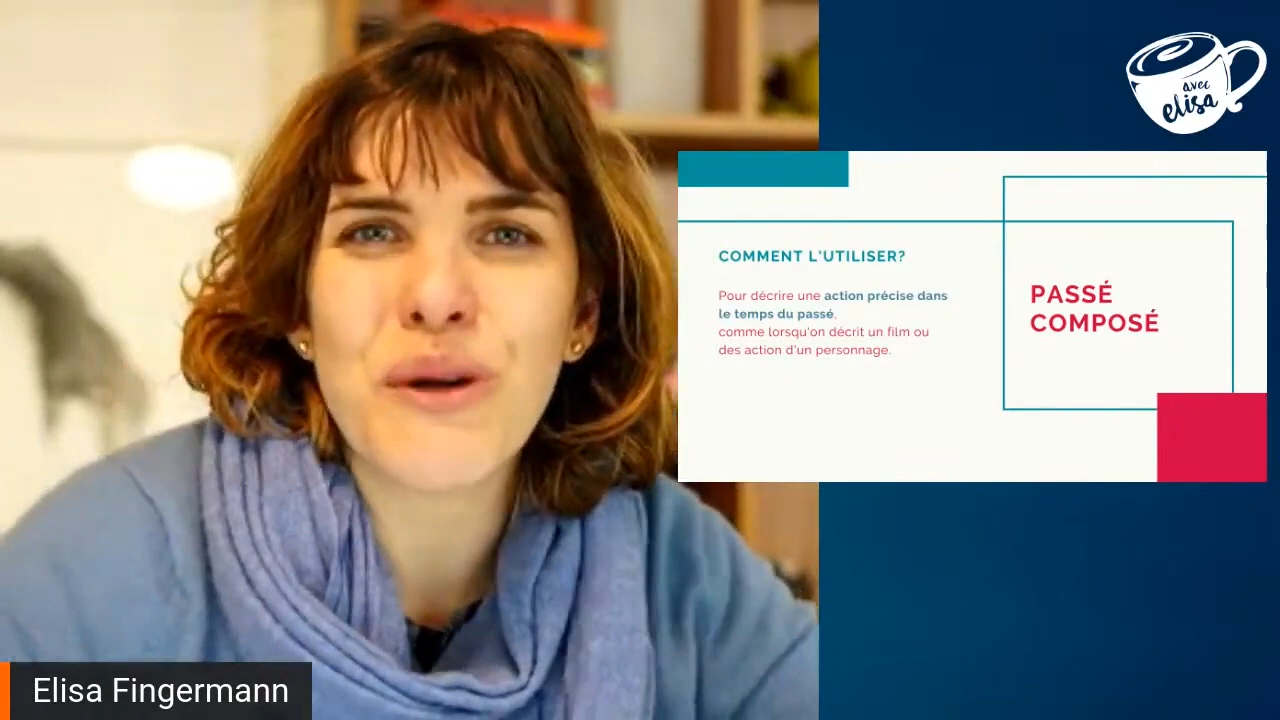 avec
elisa
COMMENT L'UTILISER?
Pour décrire une action précise dans
le temps du passé,
comme lorsqu'on décrit un film ou
des action d'un personnage.
PASSÉ
COMPOSÉ
Elisa Fingermann